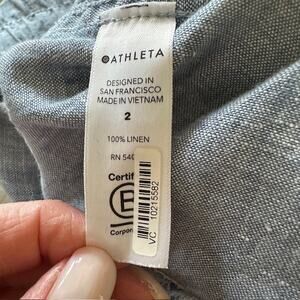 ATHLETA
DESIGNED IN
SAN FRANCISCO
MADE IN VIETNAM
2
100% LINEN
RN 540
Certif
B
Corpor
VC 10215582